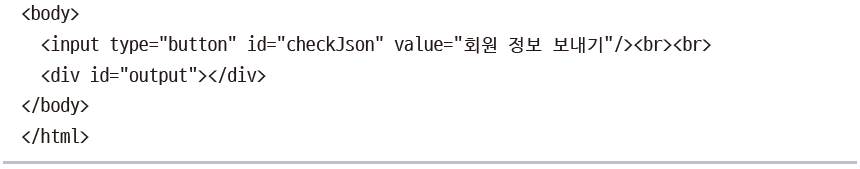 <body>
<input type="button" id="checkJson" value="회원 정보 보내기"/><br><br>
<div id="output"></div>
</body>
</html>